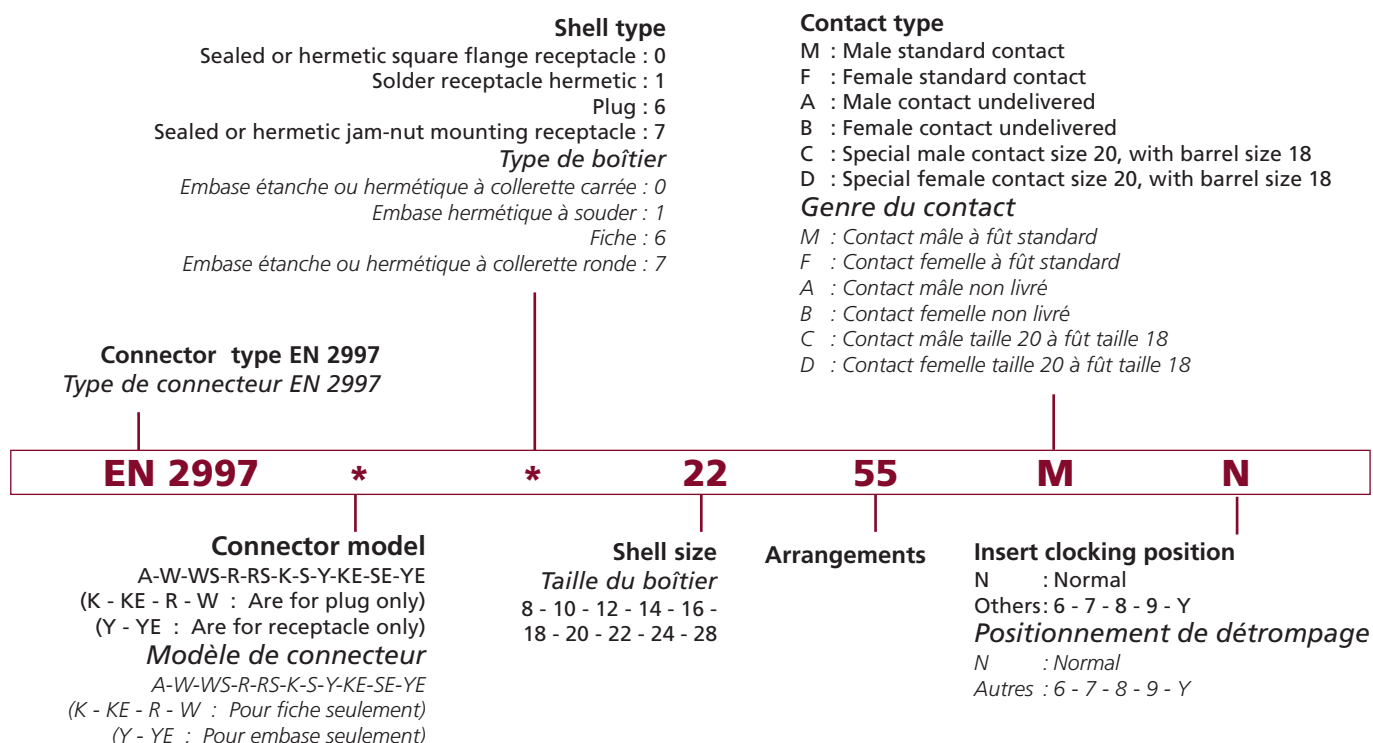 Shell type
Sealed or hermetic square flange receptacle : 0
Solder receptacle hermetic : 1
Plug : 6
Sealed or hermetic jam-nut mounting receptacle : 7
Type de boîtier
Embase étanche ou hermétique à collerette carrée : 0
Embase hermétique à souder : 1
Fiche : 6
Embase étanche ou hermétique à collerette ronde : 7
Contact type
M : Male standard contact
F : Female standard contact
A : Male contact undelivered
B : Female contact undelivered
C : Special male contact size 20, with barrel size 18
D : Special female contact size 20, with barrel size 18
Genre du contact
M : Contact mâle à fût standard
F : Contact femelle à fût standard
A : Contact mâle non livré
B : Contact femelle non livré
C : Contact mâle taille 20 à fût taille 18
D : Contact femelle taille 20 à fût taille 18
Connector type EN 2997
Type de connecteur EN 2997
EN 2997 * * 22 55 M N
Connector model
A-W-WS-R-RS-K-S-Y-KE-SE-YE
(K - KE - R - W : Are for plug only)
(Y - YE : Are for receptacle only)
Modèle de connecteur
A-W-WS-R-RS-K-S-Y-KE-SE-YE
(K - KE - R - W : Pour fiche seulement)
(Y - YE : Pour embase seulement)
Shell size
Taille du boîtier
8 - 10 - 12 - 14 - 16 -
18 - 20 - 22 - 24 - 28
Arrangements
Insert clocking position
N : Normal
Others: 6 - 7 - 8 - 9 - Y
Positionnement de détrompage
N : Normal
Autres : 6 - 7 - 8 - 9 - Y